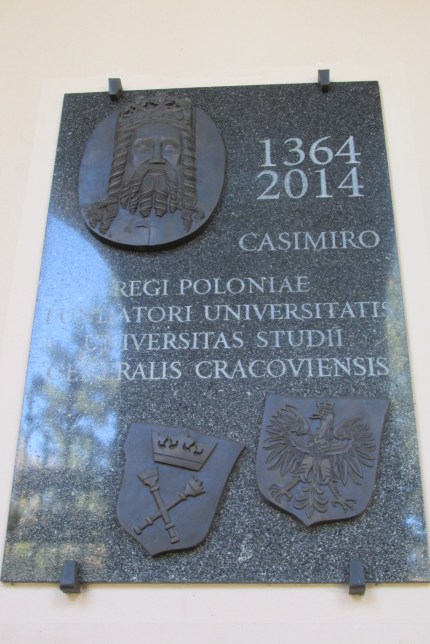 1364
2014
CASIMIRO
REGI POLONIAE
FUNDATORI UNIVERSITATIS
UNIVERSITAS STUDII
GENERALIS CRACOVIENSIS